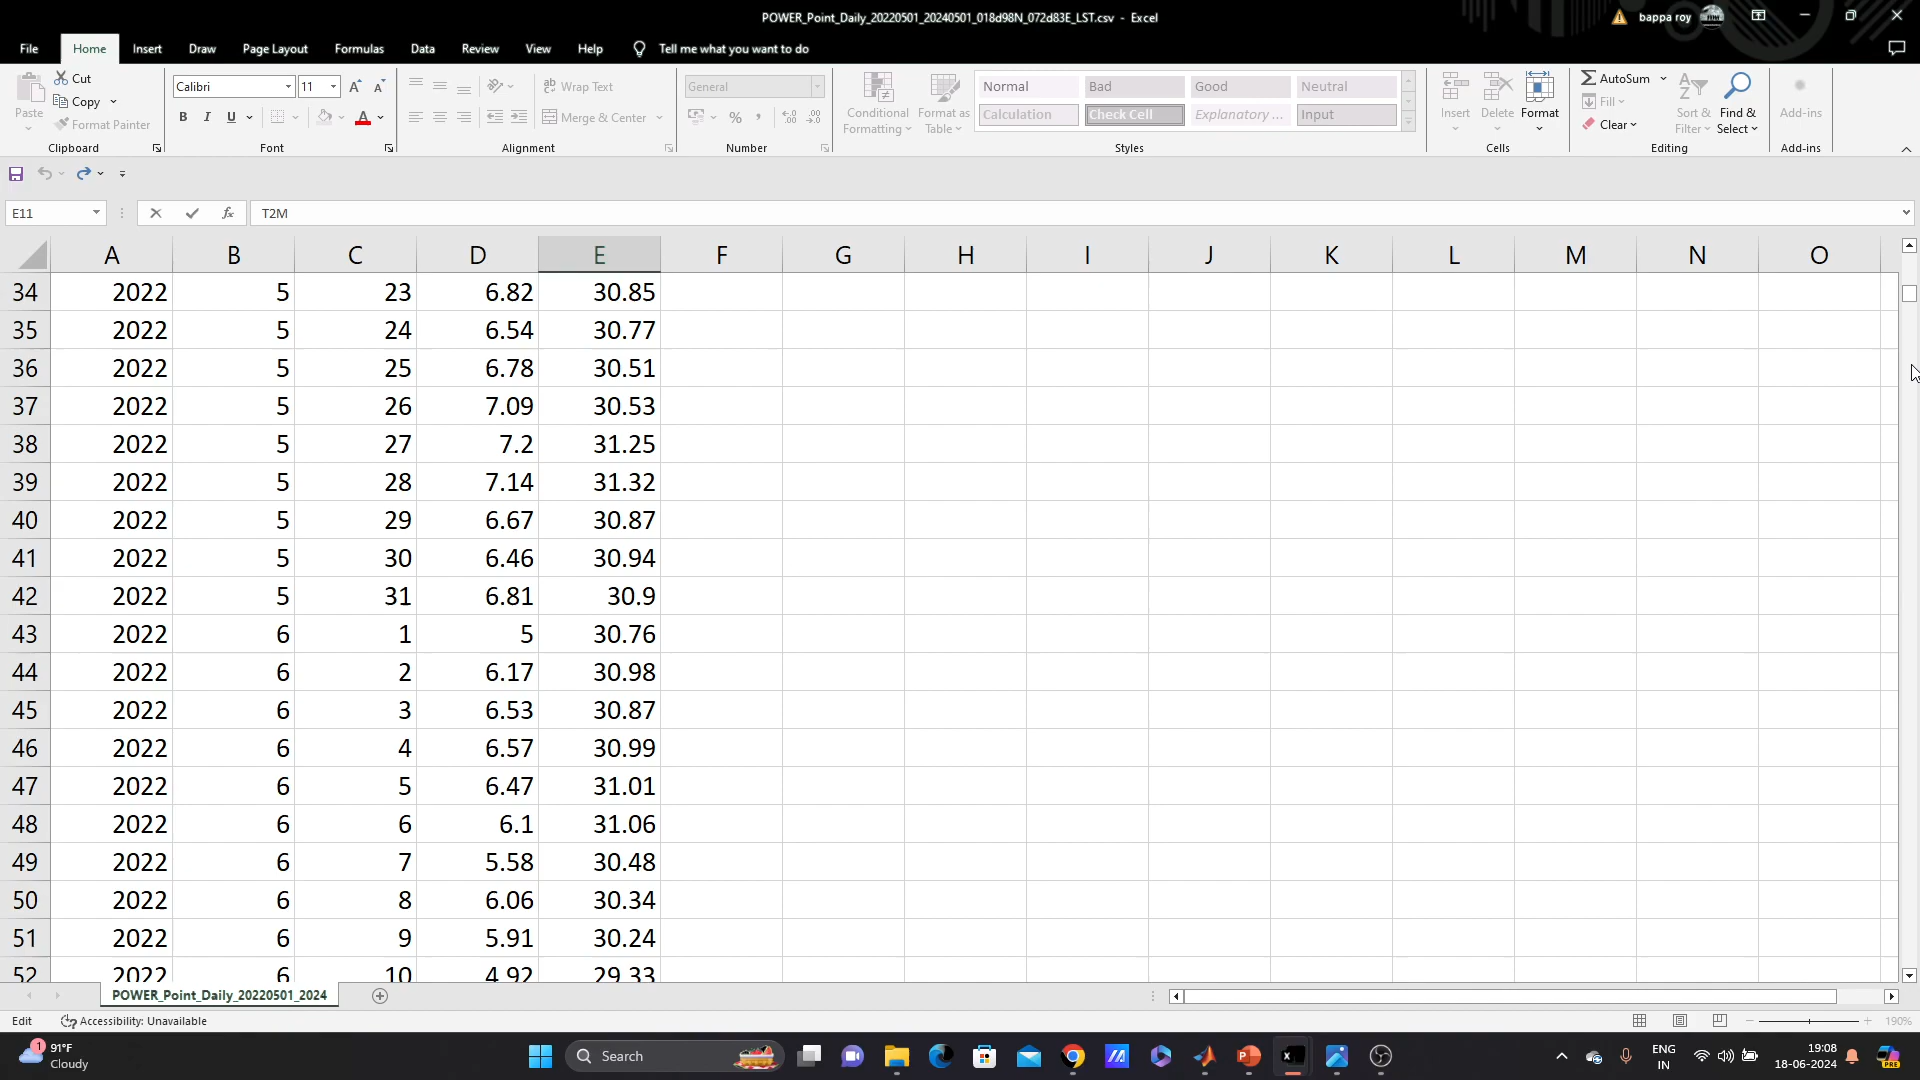 POWER_Point_Daily_20220501_20240501_018d98N_072d83E_LST.csv - Excel
bappa roy
File Home Insert Draw Page Layout Formulas Data Review View Help Tell me what you want to do
Paste Cut Copy Format Painter Clipboard
Calibri 11 B I U Font
Wrap Text Merge & Center Alignment
General % Number
Conditional Formatting Format as Table
Normal Bad Good Neutral
Calculation Check Cell Explanatory ... Input
Styles
Insert Delete Format Cells
AutoSum Fill Clear Sort & Filter Find & Select Editing
Add-ins Add-ins
E11 fx T2M
A B C D E F G H I J K L M N O
34 2022 5 23 6.82 30.85
35 2022 5 24 6.54 30.77
36 2022 5 25 6.78 30.51
37 2022 5 26 7.09 30.53
38 2022 5 27 7.2 31.25
39 2022 5 28 7.14 31.32
40 2022 5 29 6.67 30.87
41 2022 5 30 6.46 30.94
42 2022 5 31 6.81 30.9
43 2022 6 1 5 30.76
44 2022 6 2 6.17 30.98
45 2022 6 3 6.53 30.87
46 2022 6 4 6.57 30.99
47 2022 6 5 6.47 31.01
48 2022 6 6 6.1 31.06
49 2022 6 7 5.58 30.48
50 2022 6 8 6.06 30.34
51 2022 6 9 5.91 30.24
52 2022 6 10 4.92 29.33
POWER_Point_Daily_20220501_2024
Edit Accessibility: Unavailable 190%
1 91°F
Cloudy
Search
ENG
IN
19:08
18-06-2024
PRE